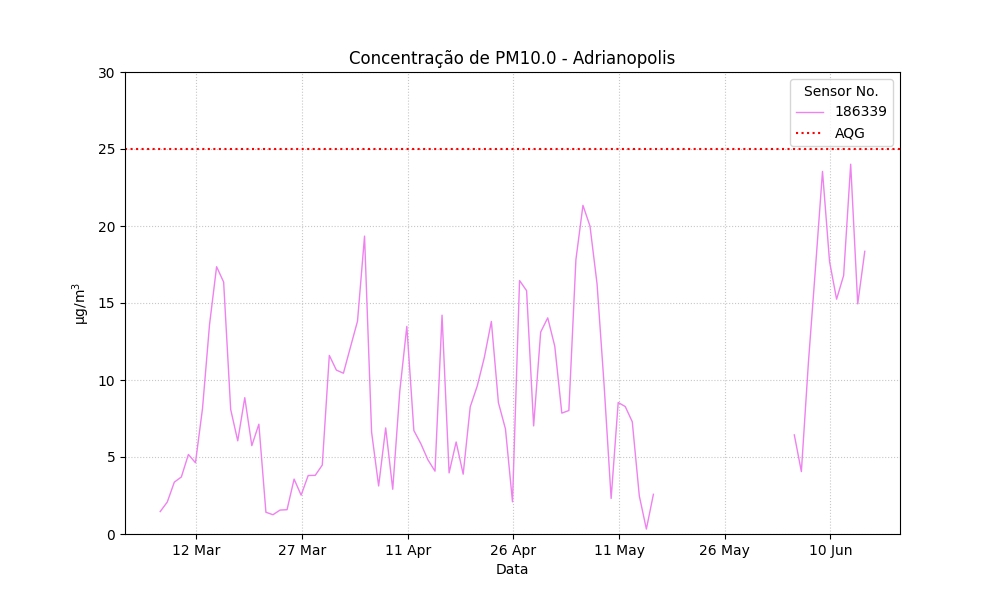 Concentração de PM10.0 - Adrianopolis
30
25
20
15
10
5
0
µg/m³
Sensor No.
186339
AQG
12 Mar
27 Mar
11 Apr
26 Apr
11 May
26 May
10 Jun
Data